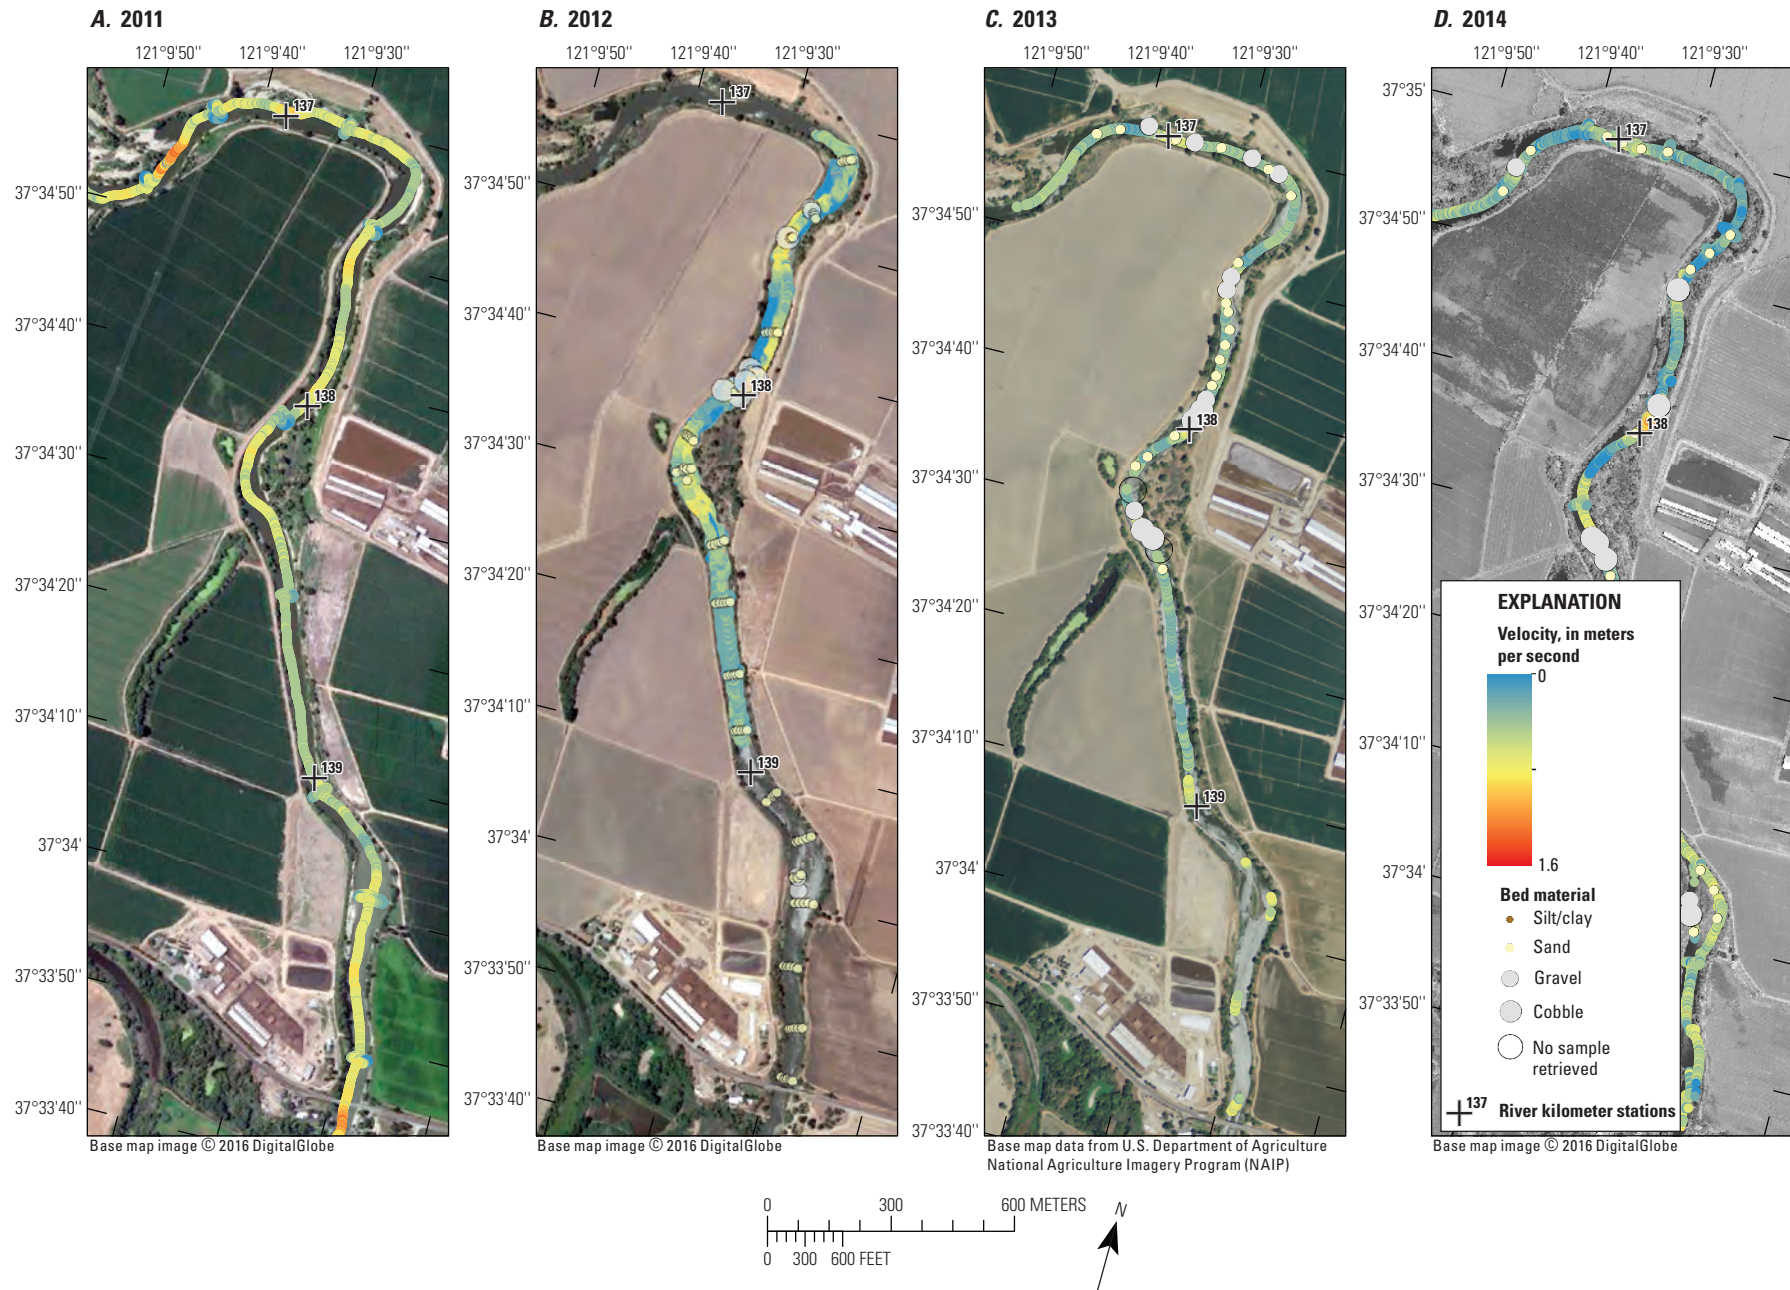 A. 2011
B. 2012
C. 2013
D. 2014
121°9'50" 121°9'40" 121°9'30"
121°9'50" 121°9'40" 121°9'30"
121°9'50" 121°9'40" 121°9'30"
121°9'50" 121°9'40" 121°9'30"
37°34'50"
37°34'40"
37°34'30"
37°34'20"
37°34'10"
37°34'
37°33'50"
37°33'40"
137
138
139
Base map image © 2016 DigitalGlobe
37°34'50"
37°34'40"
37°34'30"
37°34'20"
37°34'10"
37°34'
37°33'50"
37°33'40"
137
138
139
Base map image © 2016 DigitalGlobe
37°34'50"
37°34'40"
37°34'30"
37°34'20"
37°34'10"
37°34'
37°33'50"
37°33'40"
137
138
139
Base map data from U.S. Department of Agriculture
National Agriculture Imagery Program (NAIP)
37°35'
37°34'50"
37°34'40"
37°34'30"
37°34'20"
37°34'10"
37°34'
37°33'50"
137
138
EXPLANATION
Velocity, in meters
per second
0
1.6
Bed material
Silt/clay
Sand
Gravel
Cobble
No sample
retrieved
137 River kilometer stations
Base map image © 2016 DigitalGlobe
0 300 600 METERS
0 300 600 FEET
N